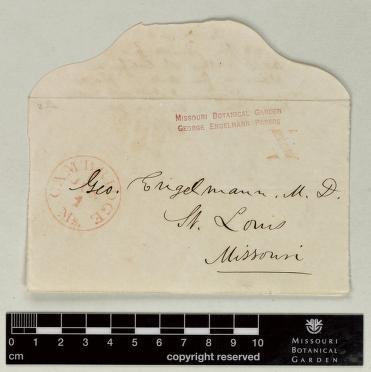 MISSOURI BOTANICAL GARDEN
GEORGE ENGELMANN PAPERS
CAMBRIDGE
Geo. Engelmann. M. D.
St. Louis
Missouri
0 1 2 3 4 5 6 7 8 9 10
cm
copyright reserved
MISSOURI
BOTANICAL
GARDEN